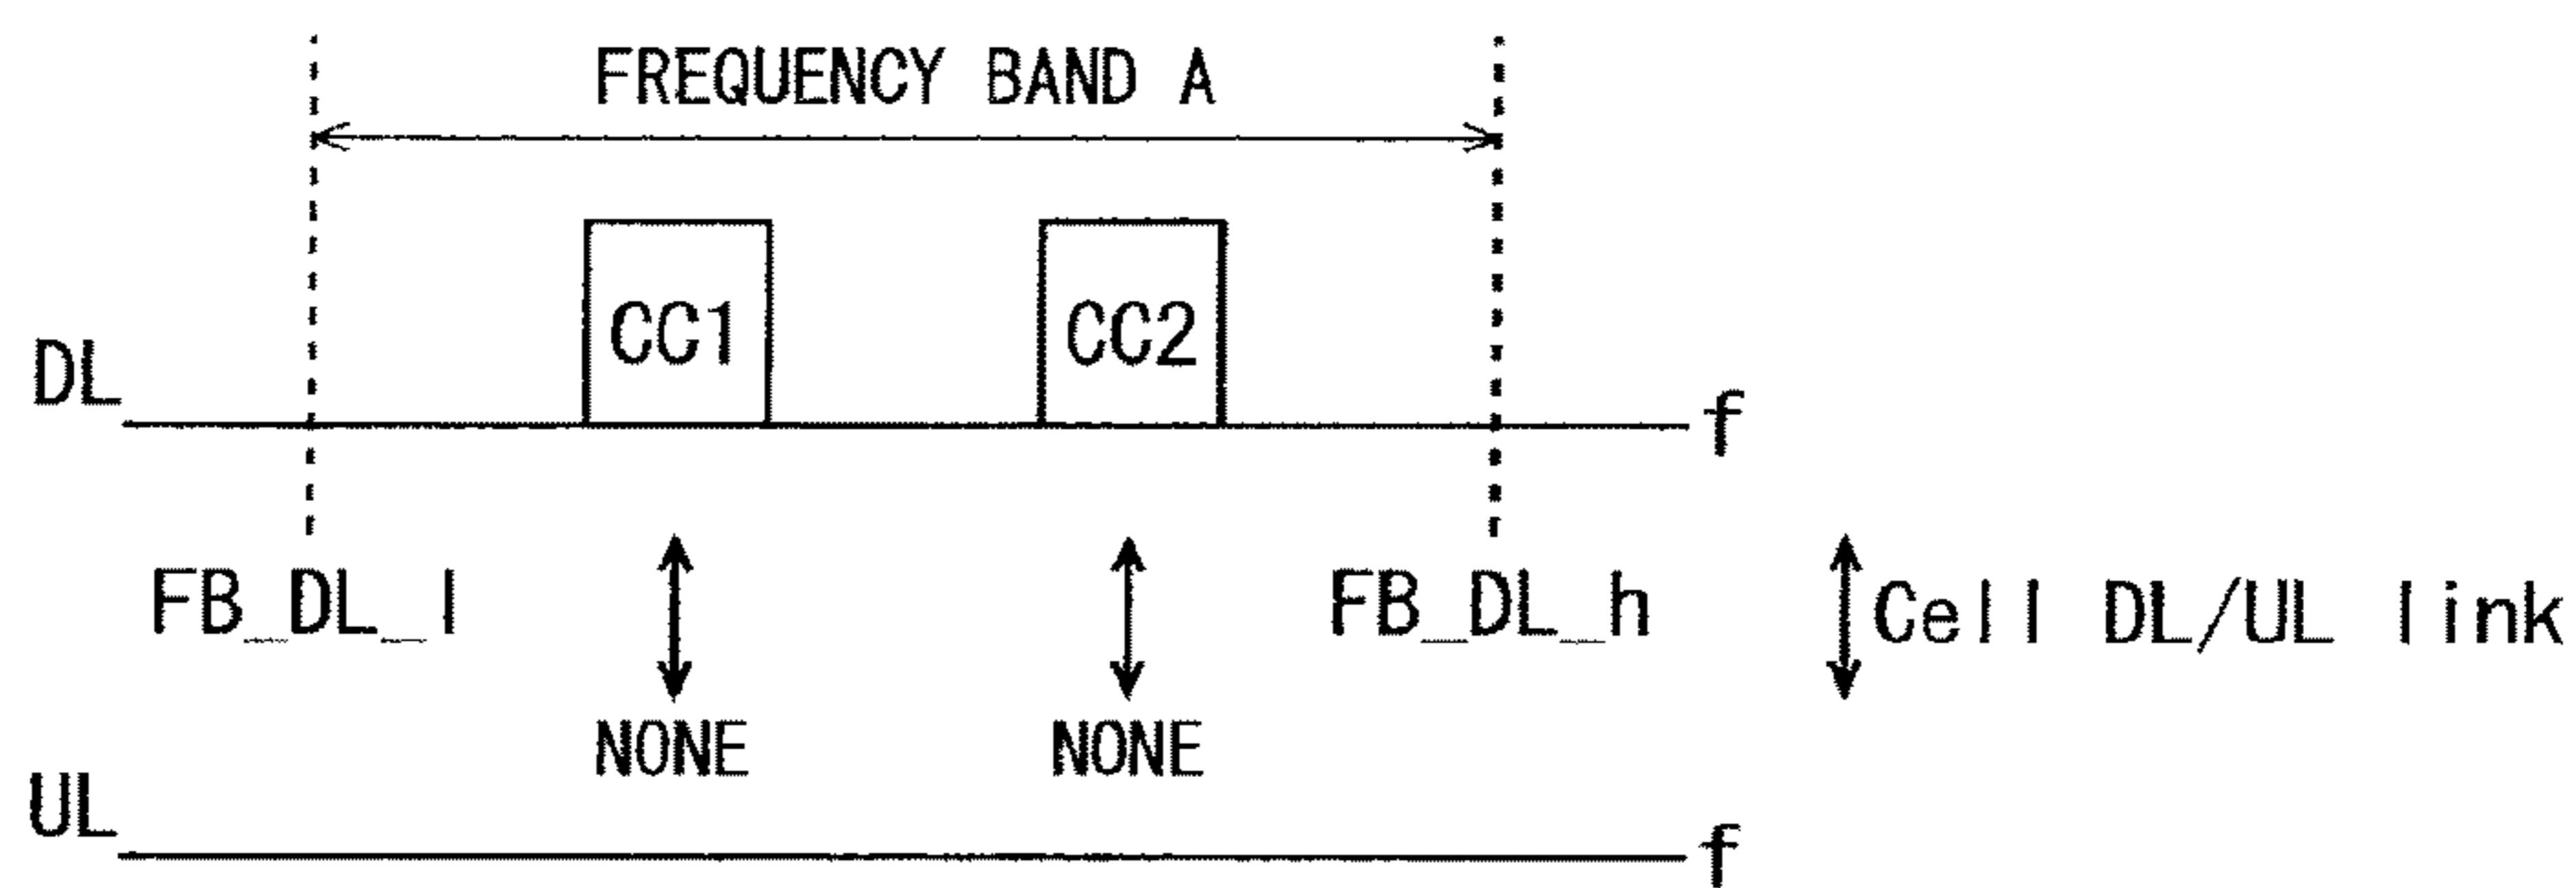 FREQUENCY BAND A
CC1 CC2
DL f
FB_DL_l FB_DL_h Cell DL/UL link
NONE NONE
UL f